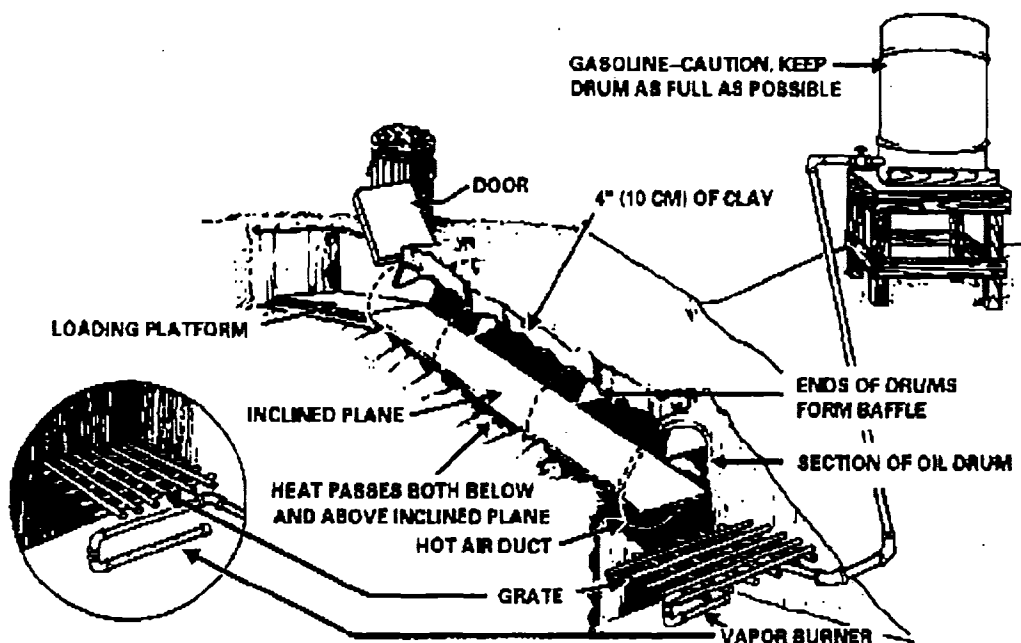 GASOLINE–CAUTION, KEEP
DRUM AS FULL AS POSSIBLE
DOOR
4" (10 CM) OF CLAY
LOADING PLATFORM
INCLINED PLANE
ENDS OF DRUMS
FORM BAFFLE
SECTION OF OIL DRUM
HEAT PASSES BOTH BELOW
AND ABOVE INCLINED PLANE
HOT AIR DUCT
GRATE
VAPOR BURNER